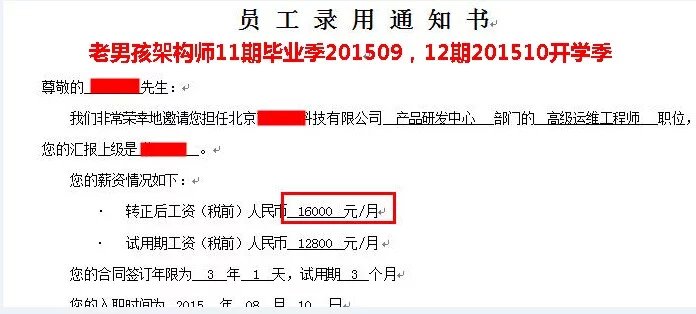 员工录用通知书
老男孩架构师11期毕业季201509，12期201510开学季
尊敬的 先生：
我们非常荣幸地邀请您担任北京 科技有限公司 产品研发中心 部门的 高级运维工程师 职位，
您的汇报上级是 。
您的薪资情况如下：
· 转正后工资（税前）人民币 16000 元/月
· 试用期工资（税前）人民币 12800 元/月
您的合同签订年限为 3 年 1 天，试用期 3 个月
您的入职时间为 2015 年 08 月 10 日